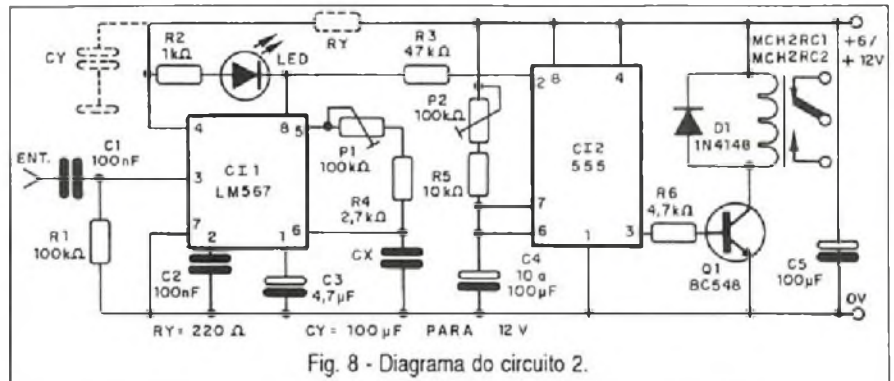 CY
R2
1kΩ
LED
RY
R3
47kΩ
MCH2RC1
MCH2RC2
+6/
+12V
C1
100nF
ENT.
4
8
5
3
CI1
LM567
7
2
1
6
P1
100kΩ
R4
2,7kΩ
CX
P2
100kΩ
R5
10kΩ
2
8
4
CI2
555
7
6
1
3
D1
1N4148
R6
4,7kΩ
Q1
BC548
R1
100kΩ
C2
100nF
C3
4,7µF
C4
10 a
100µF
C5
100µF
0V
RY = 220 Ω CY = 100 µF PARA 12 V
Fig. 8 - Diagrama do circuito 2.